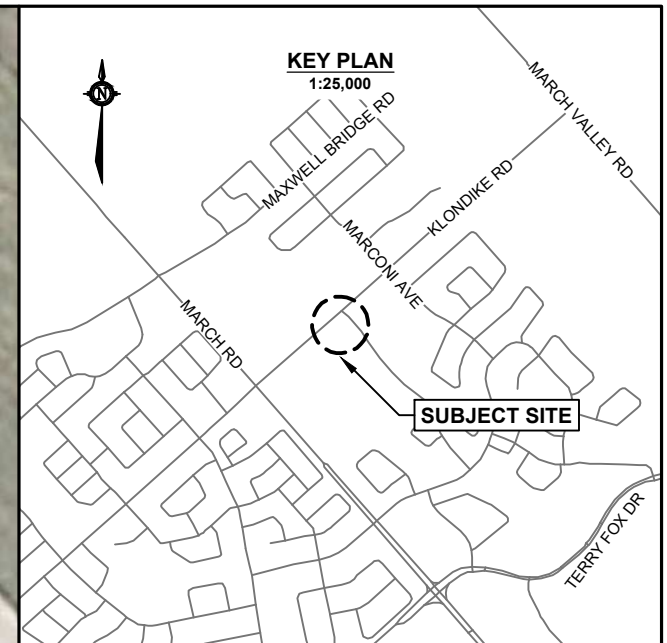 KEY PLAN
1:25,000
N
MARCH VALLEY RD
MAXWELL BRIDGE RD
KLONDIKE RD
MARCONI AVE
MARCH RD
SUBJECT SITE
TERRY FOX DR